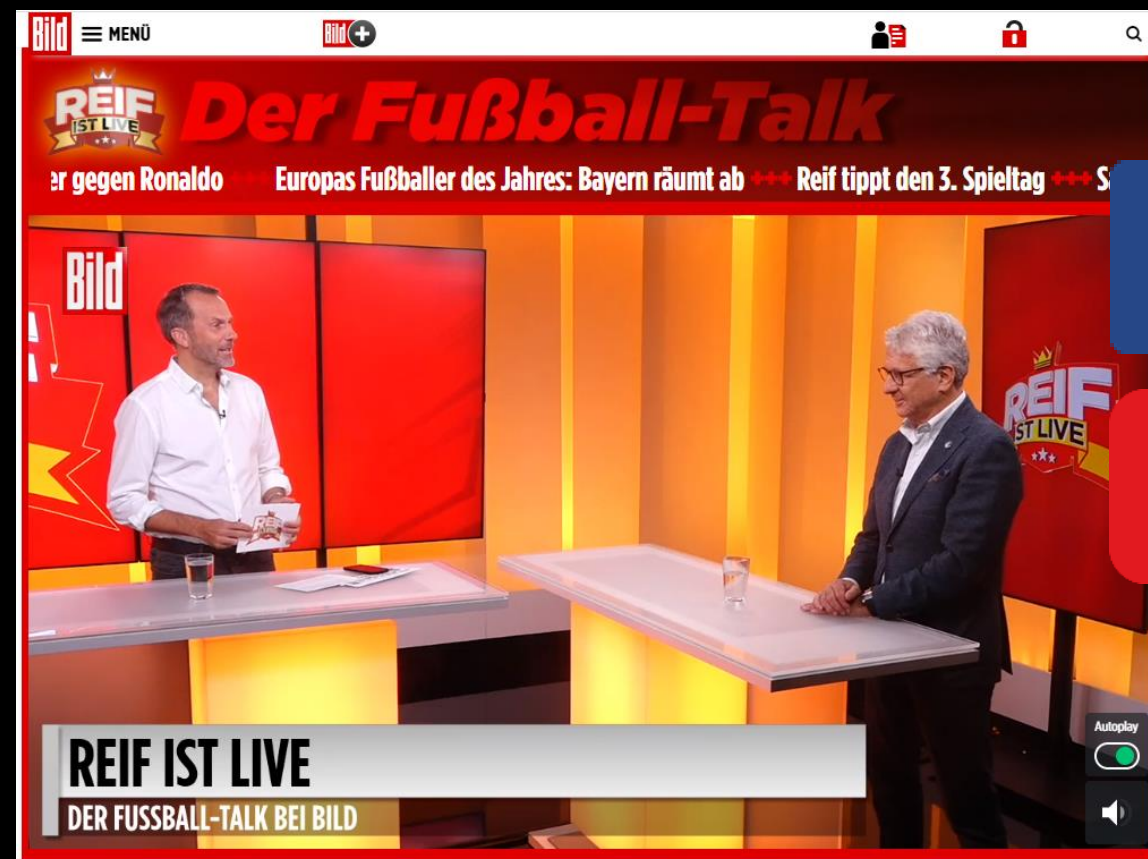 Bild MENÜ Bild+
REIF
IST LIVE
Der Fußball-Talk
er gegen Ronaldo +++ Europas Fußballer des Jahres: Bayern räumt ab +++ Reif tippt den 3. Spieltag +++
Bild
REIF
IST LIVE
REIF
Autoplay
REIF IST LIVE
DER FUSSBALL-TALK BEI BILD